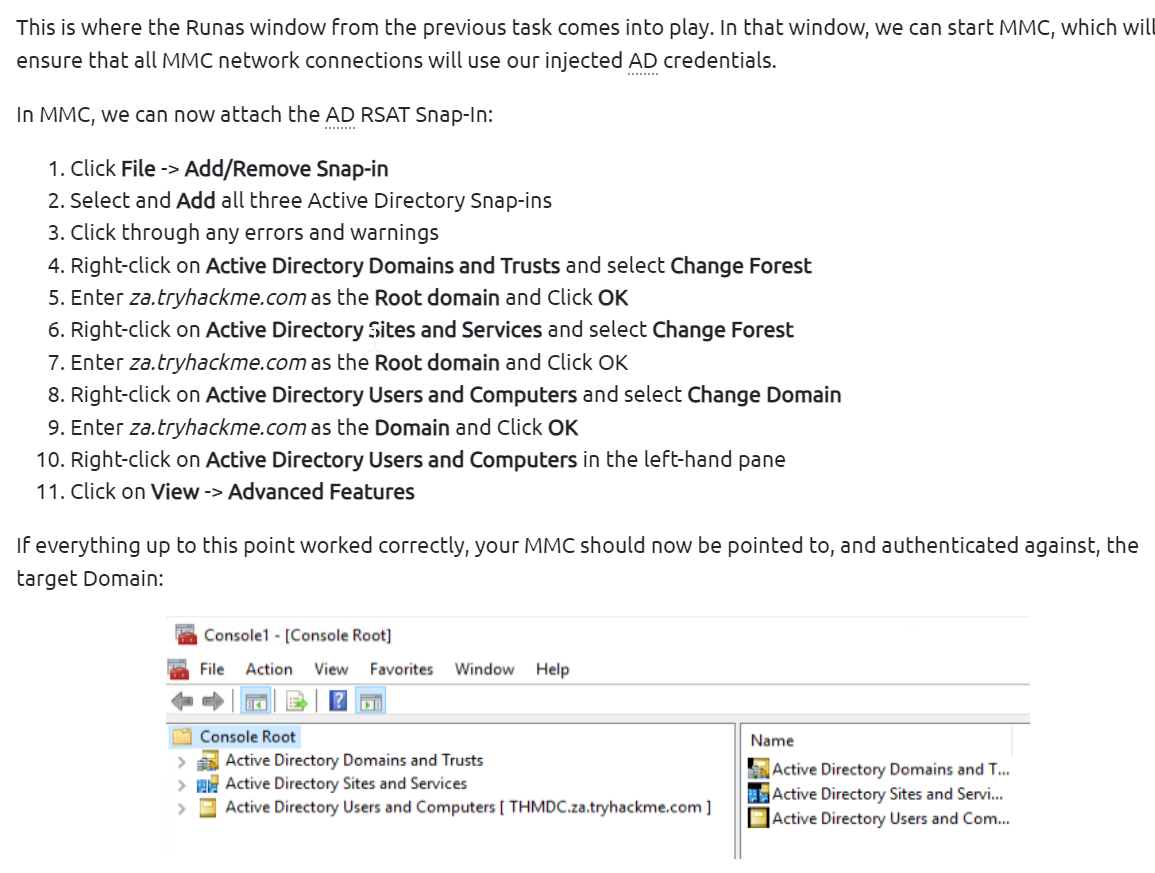 This is where the Runas window from the previous task comes into play. In that window, we can start MMC, which will
ensure that all MMC network connections will use our injected AD credentials.
In MMC, we can now attach the AD RSAT Snap-In:
1. Click File -> Add/Remove Snap-in
2. Select and Add all three Active Directory Snap-ins
3. Click through any errors and warnings
4. Right-click on Active Directory Domains and Trusts and select Change Forest
5. Enter za.tryhackme.com as the Root domain and Click OK
6. Right-click on Active Directory Sites and Services and select Change Forest
7. Enter za.tryhackme.com as the Root domain and Click OK
8. Right-click on Active Directory Users and Computers and select Change Domain
9. Enter za.tryhackme.com as the Domain and Click OK
10. Right-click on Active Directory Users and Computers in the left-hand pane
11. Click on View -> Advanced Features
If everything up to this point worked correctly, your MMC should now be pointed to, and authenticated against, the
target Domain:
Console1 - [Console Root]
File Action View Favorites Window Help
Console Root
Active Directory Domains and Trusts
Active Directory Sites and Services
Active Directory Users and Computers [ THMDC.za.tryhackme.com ]
Name
Active Directory Domains and T...
Active Directory Sites and Servi...
Active Directory Users and Com...